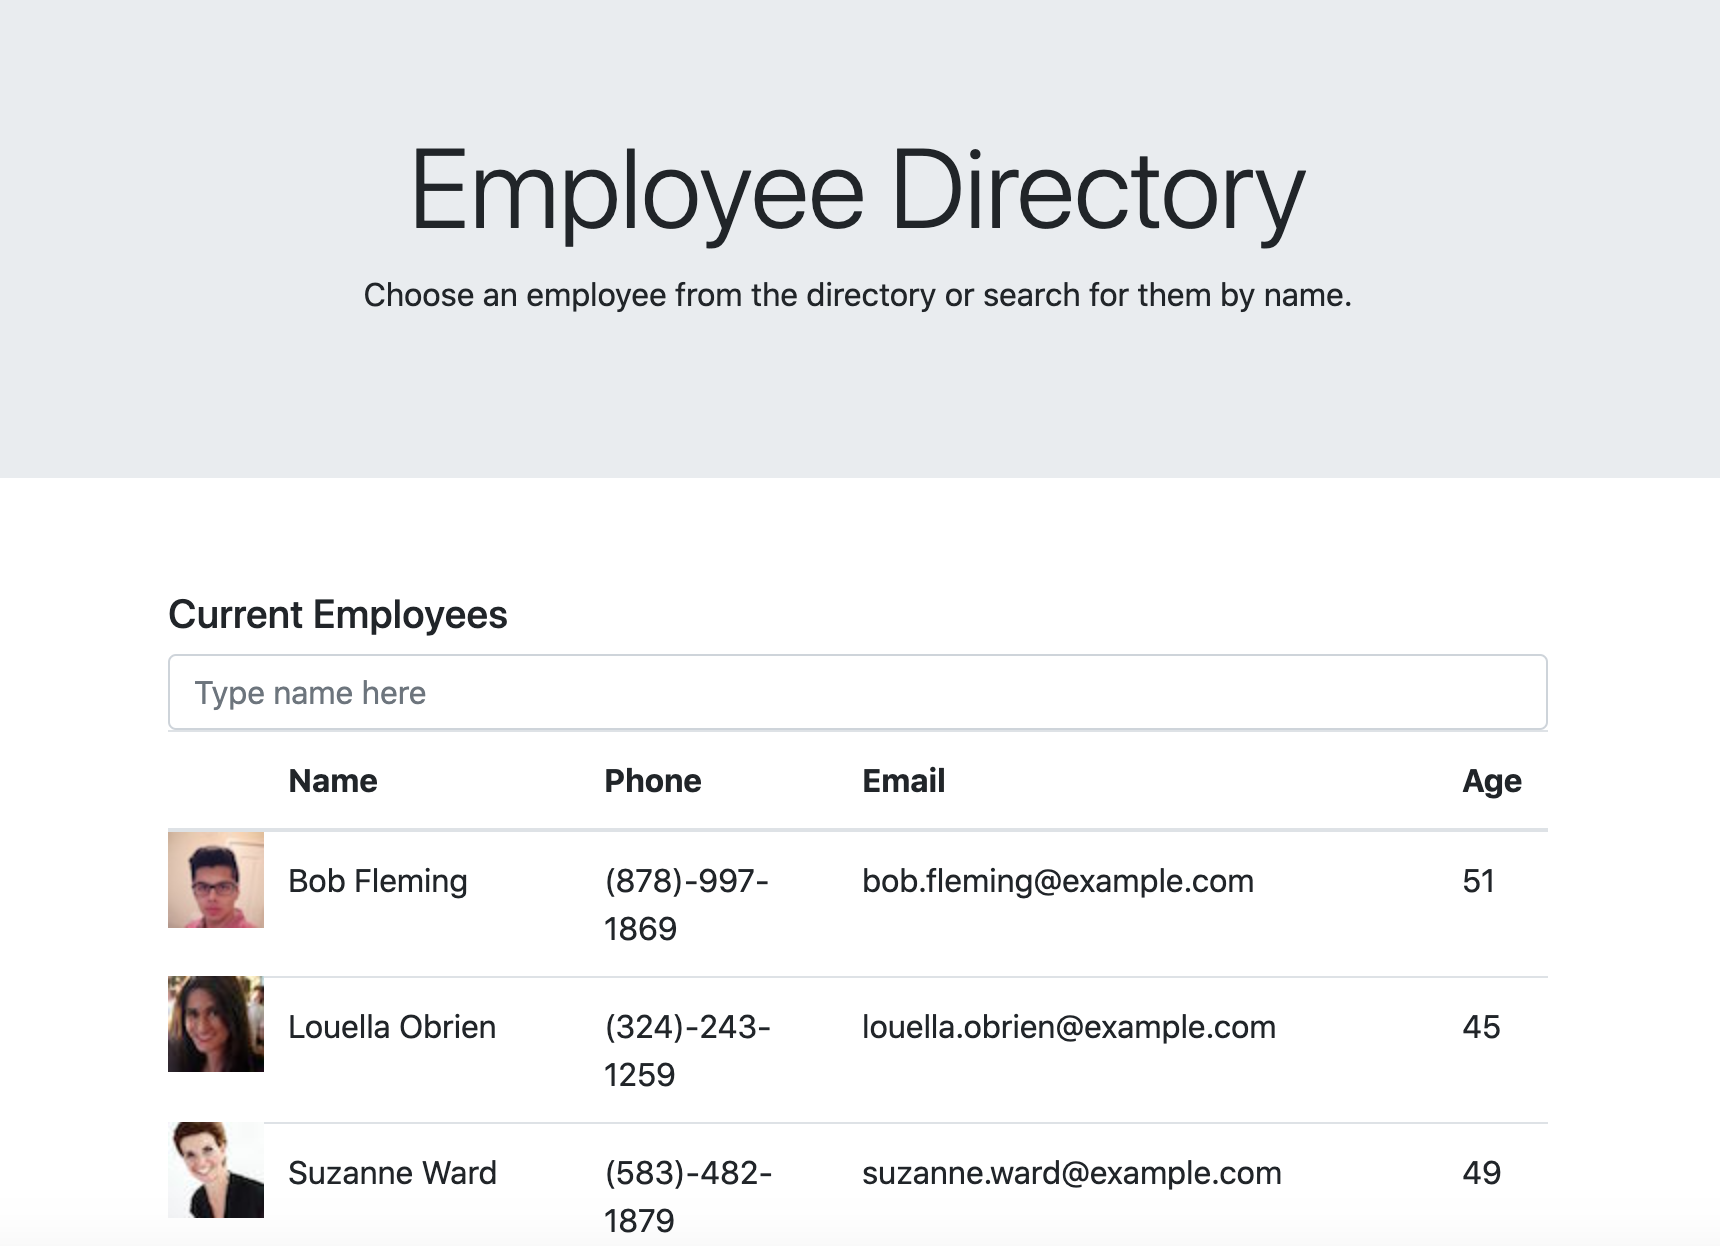 Employee Directory
Choose an employee from the directory or search for them by name.
Current Employees
Type name here
Name Phone Email Age
Bob Fleming (878)-997- bob.fleming@example.com 51
1869
Louella Obrien (324)-243- louella.obrien@example.com 45
1259
Suzanne Ward (583)-482- suzanne.ward@example.com 49
1879